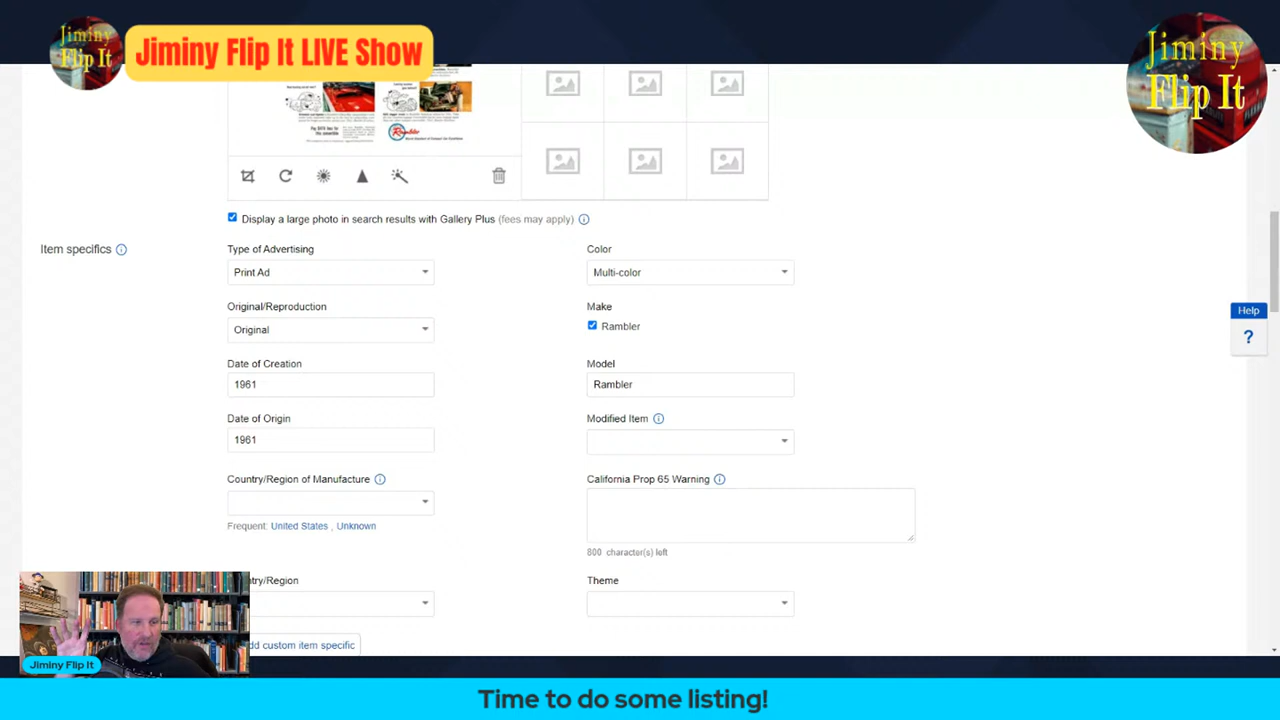 Jiminy
Flip It
Jiminy Flip It LIVE Show
Jiminy
Flip It
Rambler
Display a large photo in search results with Gallery Plus (fees may apply)
Item specifics
Type of Advertising
Color
Print Ad
Multi-color
Original/Reproduction
Make
Original
Rambler
Help
?
Date of Creation
Model
1961
Rambler
Date of Origin
Modified Item
1961
Country/Region of Manufacture
California Prop 65 Warning
Frequent: United States , Unknown
800 character(s) left
ntry/Region
Theme
dd custom item specific
Jiminy Flip It
Time to do some listing!